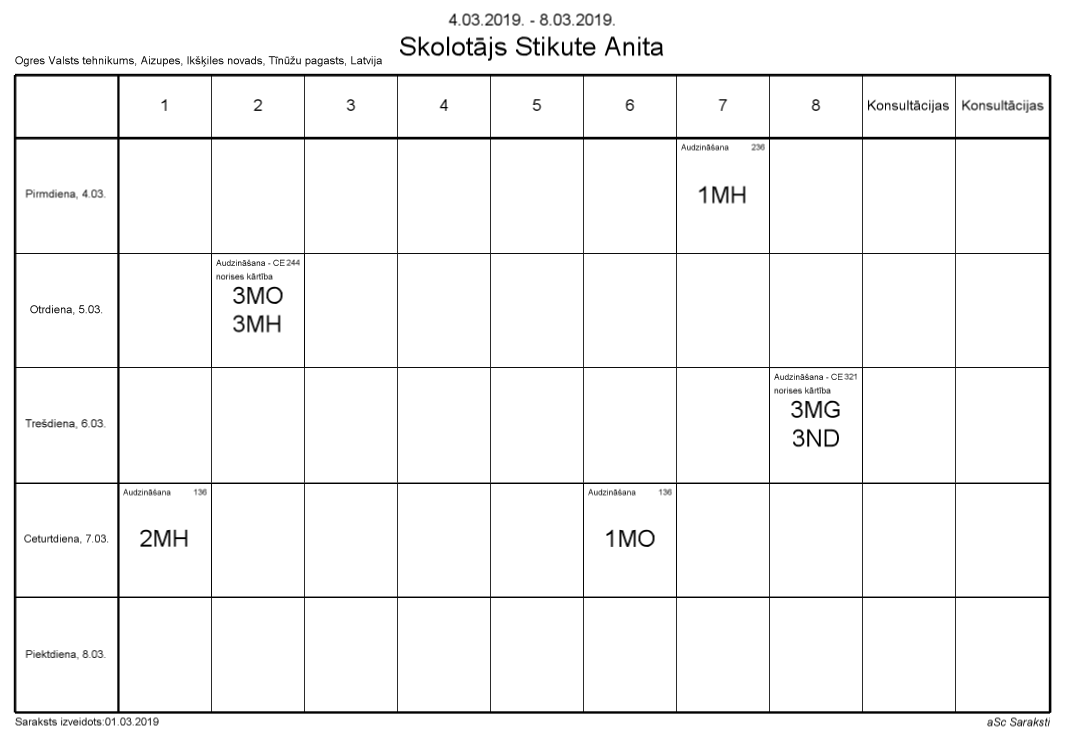 4.03.2019. - 8.03.2019.
Skolotājs Stikute Anita
Ogres Valsts tehnikums, Aizupes, Ikšķiles novads, Tīnūžu pagasts, Latvija
1 2 3 4 5 6 7 8 Konsultācijas Konsultācijas
Pirmdiena, 4.03.
Audzināšana 236
1MH
Otrdiena, 5.03.
Audzināšana - CE 244
norises kārtība
3MO
3MH
Trešdiena, 6.03.
Audzināšana - CE 321
norises kārtība
3MG
3ND
Ceturtdiena, 7.03.
Audzināšana 136
2MH
Audzināšana 136
1MO
Piektdiena, 8.03.
Saraksts izveidots:01.03.2019
aSc Saraksti